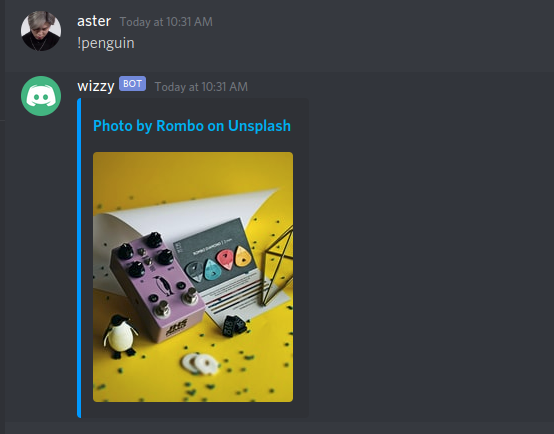 aster Today at 10:31 AM
!penguin
wizzy BOT Today at 10:31 AM
Photo by Rombo on Unsplash
JHS